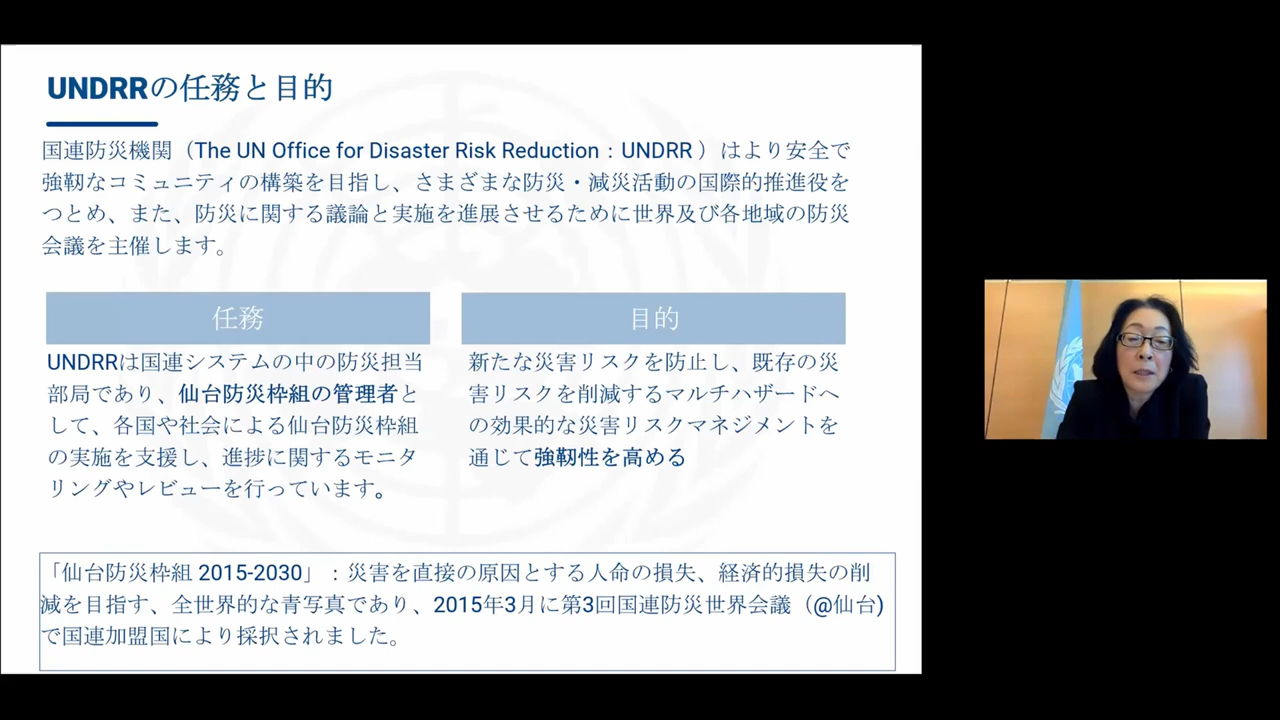 UNDRRの任務と目的
国連防災機関（The UN Office for Disaster Risk Reduction：UNDRR ）はより安全で
強靭なコミュニティの構築を目指し、さまざまな防災・減災活動の国際的推進役を
つとめ、また、防災に関する議論と実施を進展させるために世界及び各地域の防災
会議を主催します。
任務
UNDRRは国連システムの中の防災担当
部局であり、仙台防災枠組の管理者と
して、各国や社会による仙台防災枠組
の実施を支援し、進捗に関するモニタ
リングやレビューを行っています。
目的
新たな災害リスクを防止し、既存の災
害リスクを削減するマルチハザードへ
の効果的な災害リスクマネジメントを
通じて強靭性を高める
「仙台防災枠組 2015-2030」：災害を直接の原因とする人命の損失、経済的損失の削
減を目指す、全世界的な青写真であり、2015年3月に第3回国連防災世界会議（@仙台)
で国連加盟国により採択されました。